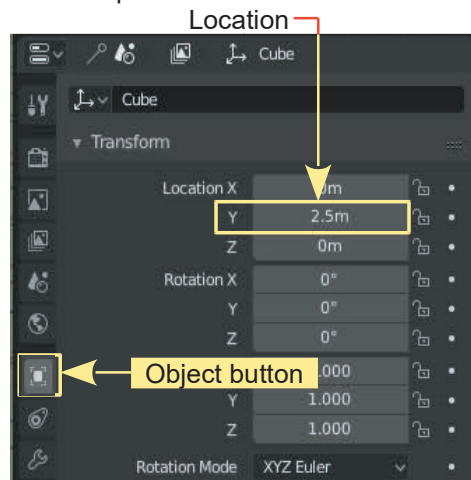 Location
Cube
Cube
Transform
Location X 0m
Y 2.5m
Z 0m
Rotation X 0°
Y 0°
Z 0°
Object button .000
Y 1.000
Z 1.000
Rotation Mode XYZ Euler